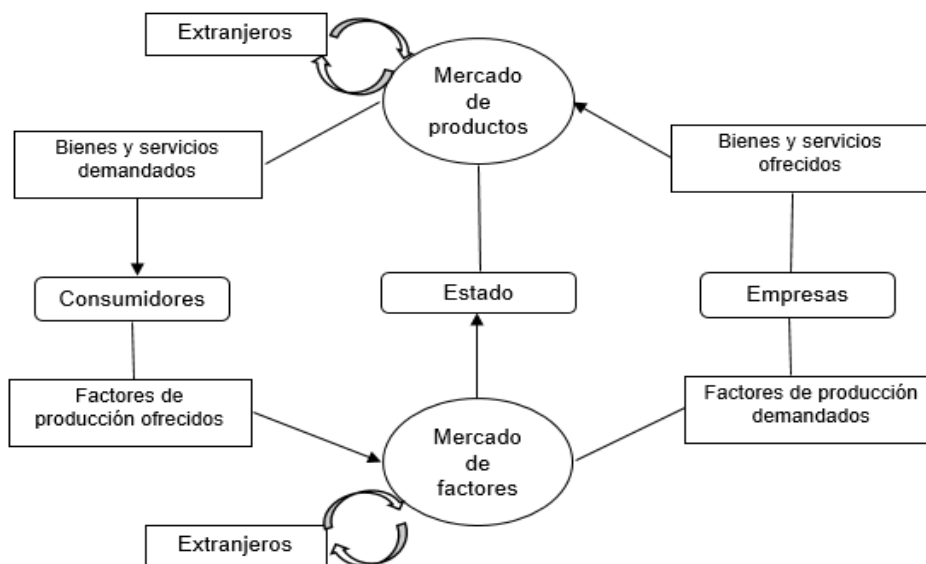 Extranjeros
Mercado
de
productos
Bienes y servicios
demandados
Bienes y servicios
ofrecidos
Consumidores
Estado
Empresas
Factores de
producción ofrecidos
Mercado
de
factores
Factores de producción
demandados
Extranjeros